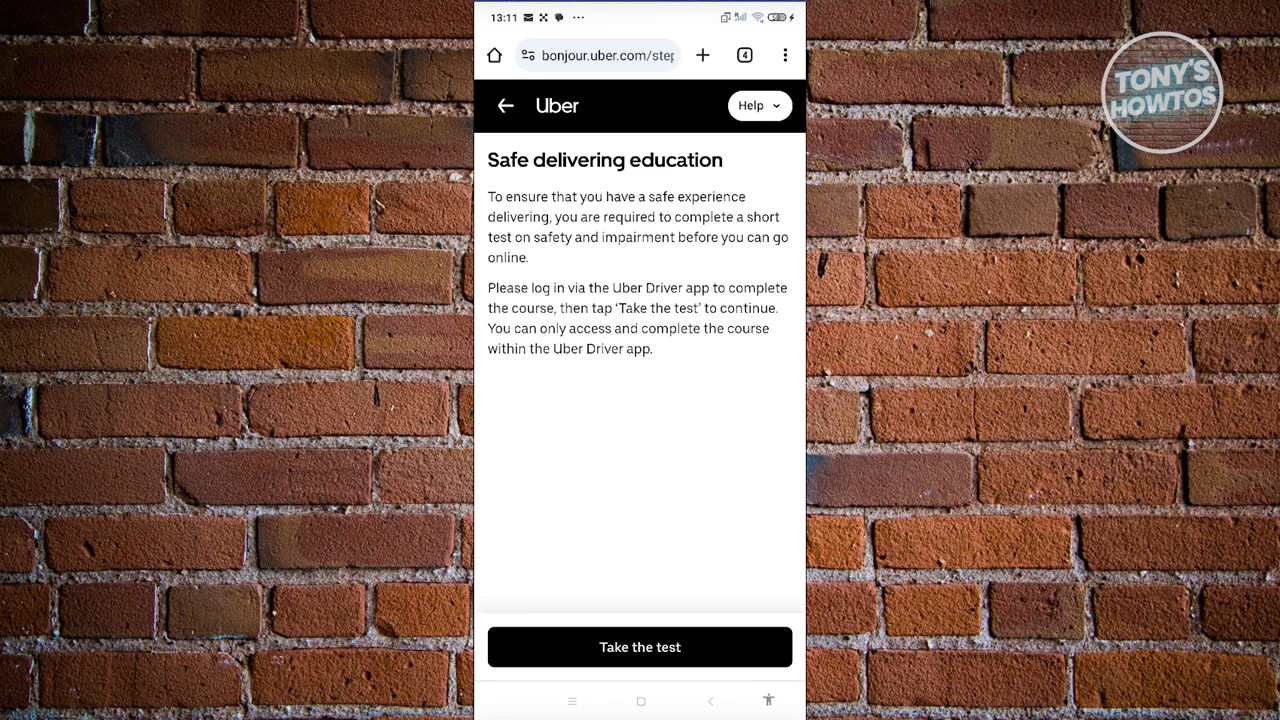 13:11
bonjour.uber.com/step
4
Uber
Help
Safe delivering education
To ensure that you have a safe experience
delivering, you are required to complete a short
test on safety and impairment before you can go
online.
Please log in via the Uber Driver app to complete
the course, then tap ‘Take the test’ to continue.
You can only access and complete the course
within the Uber Driver app.
Take the test
TONY'S
HOWTOS